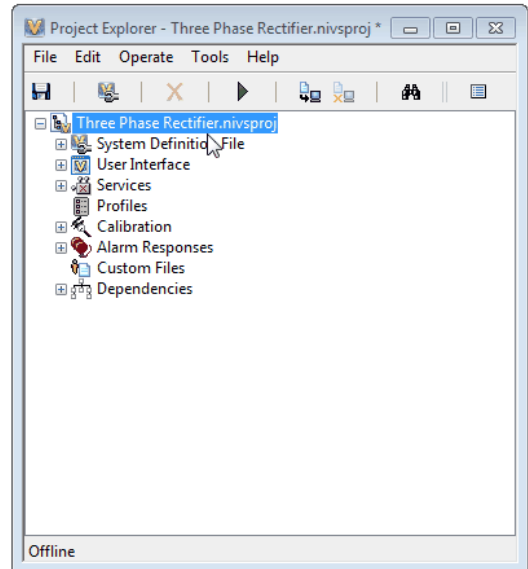 Project Explorer - Three Phase Rectifier.nivsproj *
File Edit Operate Tools Help
Three Phase Rectifier.nivsproj
System Definition File
User Interface
Services
Profiles
Calibration
Alarm Responses
Custom Files
Dependencies
Offline